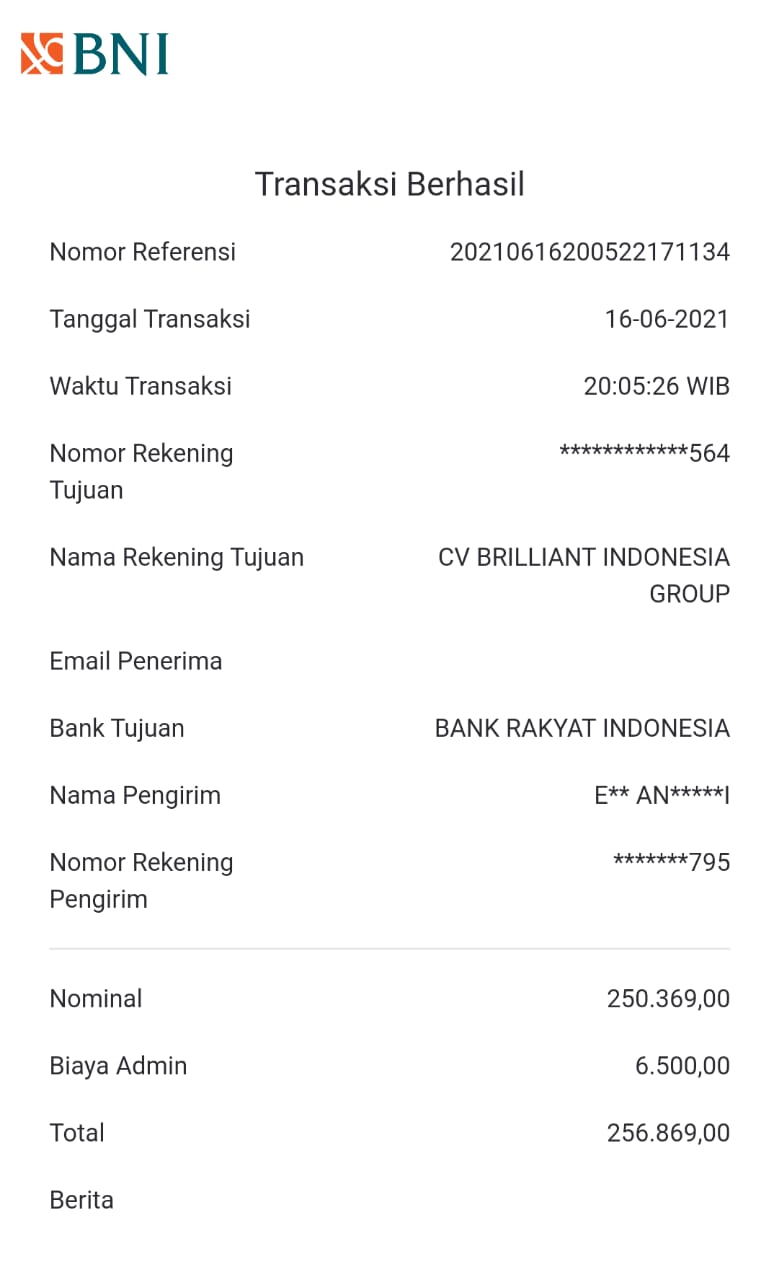 BNI
Transaksi Berhasil
Nomor Referensi 20210616200522171134
Tanggal Transaksi 16-06-2021
Waktu Transaksi 20:05:26 WIB
Nomor Rekening ************564
Tujuan
Nama Rekening Tujuan CV BRILLIANT INDONESIA
GROUP
Email Penerima
Bank Tujuan BANK RAKYAT INDONESIA
Nama Pengirim E** AN*****I
Nomor Rekening *******795
Pengirim
Nominal 250.369,00
Biaya Admin 6.500,00
Total 256.869,00
Berita